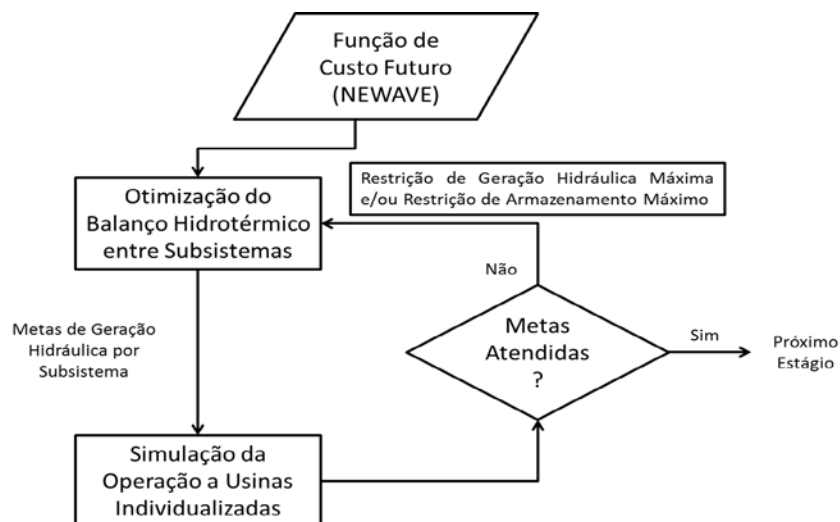 Função de
Custo Futuro
(NEWAVE)
Restrição de Geração Hidráulica Máxima
e/ou Restrição de Armazenamento Máximo
Otimização do
Balanço Hidrotérmico
entre Subsistemas
Não
Metas de Geração
Hidráulica por
Subsistema
Metas
Atendidas
?
Sim
Próximo
Estágio
Simulação da
Operação a Usinas
Individualizadas